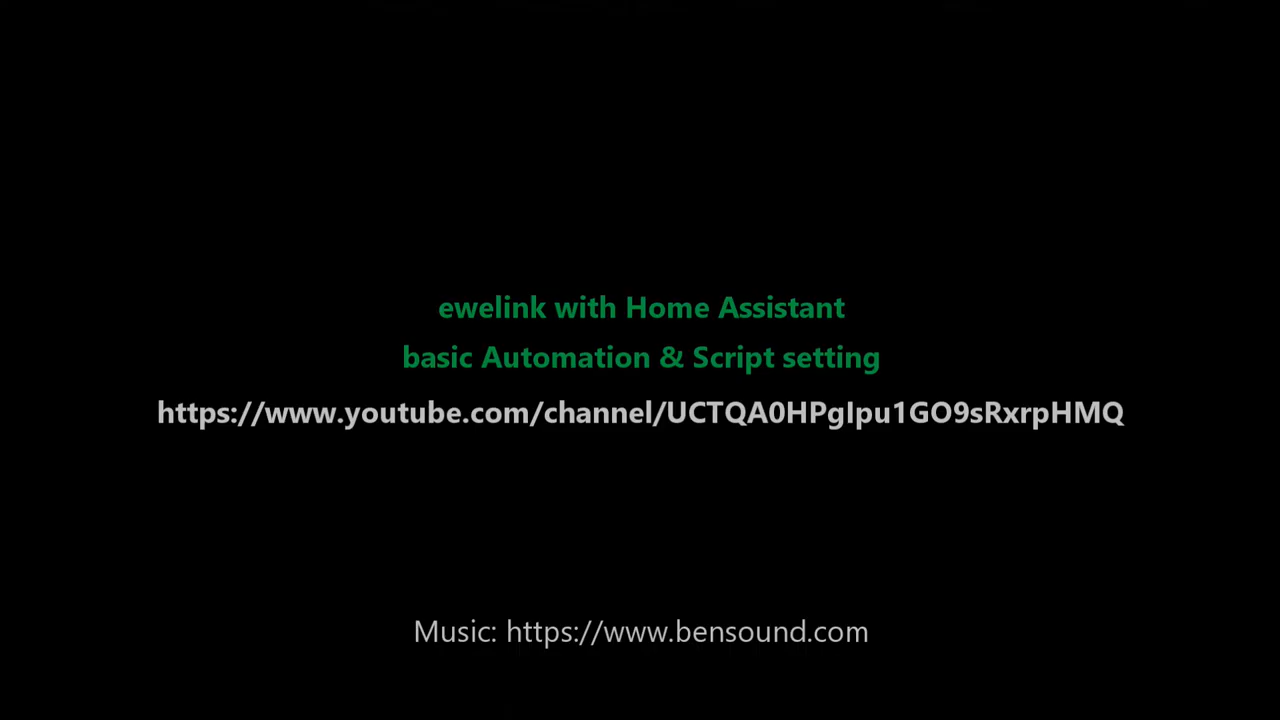 ewelink with Home Assistant
basic Automation & Script setting
https://www.youtube.com/channel/UCTQA0HPgIpu1GO9sRxrpHMQ
Music: https://www.bensound.com